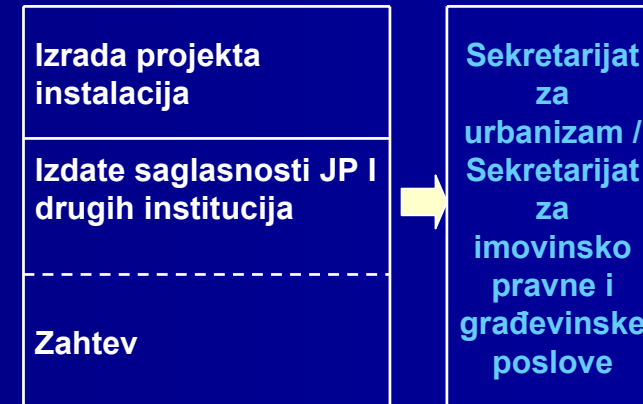 Izrada projekta
instalacija
Izdate saglasnosti JP I
drugih institucija
Zahtev
Sekretarijat
za
urbanizam /
Sekretarijat
za
imovinsko
pravne i
građevinske
poslove